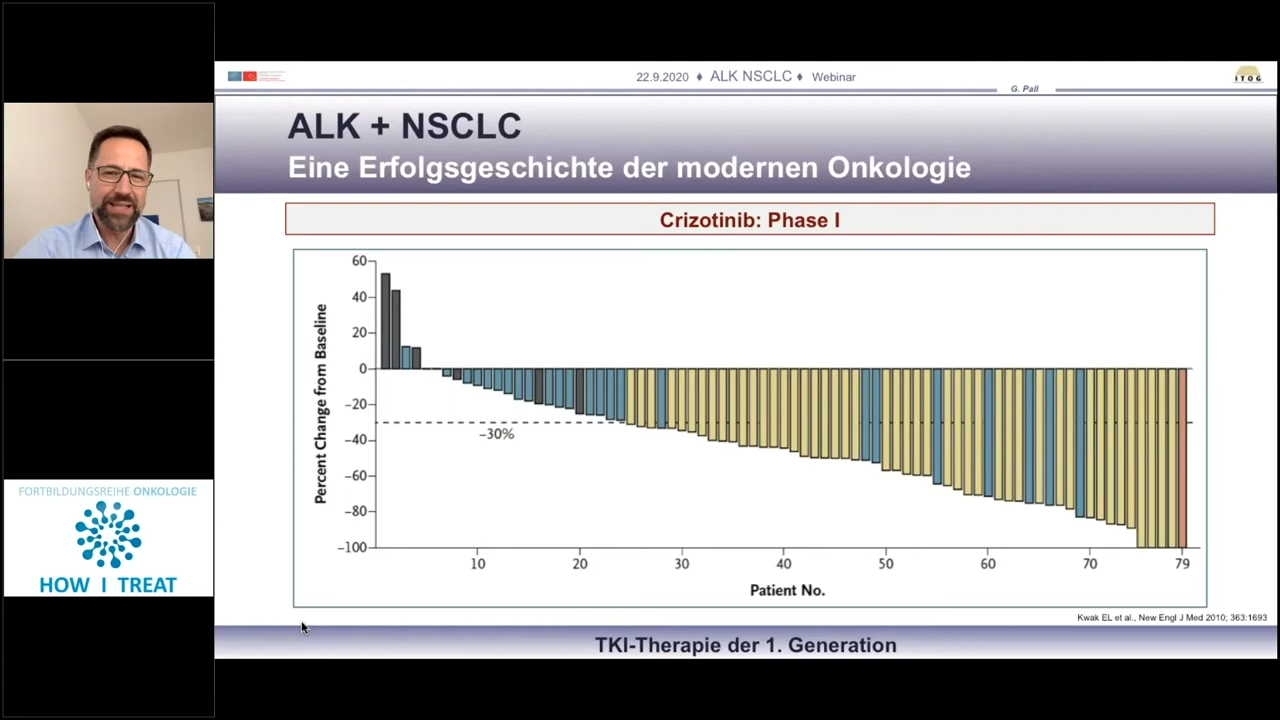 22.9.2020 ♦ ALK NSCLC ♦ Webinar
G. Pall
ITOG
ALK + NSCLC
Eine Erfolgsgeschichte der modernen Onkologie
Crizotinib: Phase I
Percent Change from Baseline
60
40
20
0
–20
–40
–60
–80
–100
–30%
10 20 30 40 50 60 70 79
Patient No.
Kwak EL et al., New Engl J Med 2010; 363:1693
TKI-Therapie der 1. Generation
FORTBILDUNGSREIHE ONKOLOGIE
HOW I TREAT